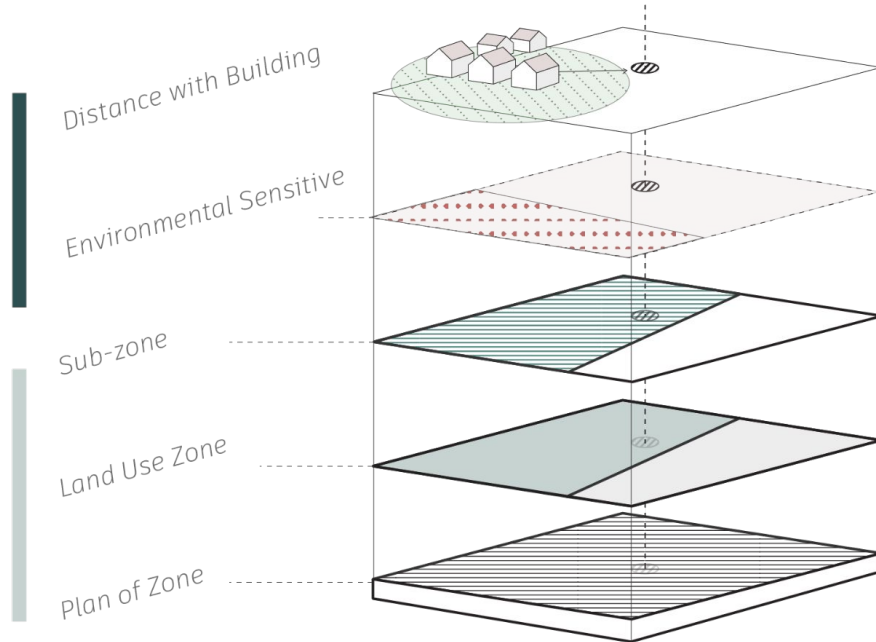 Distance with Building
Environmental Sensitive
Sub-zone
Land Use Zone
Plan of Zone